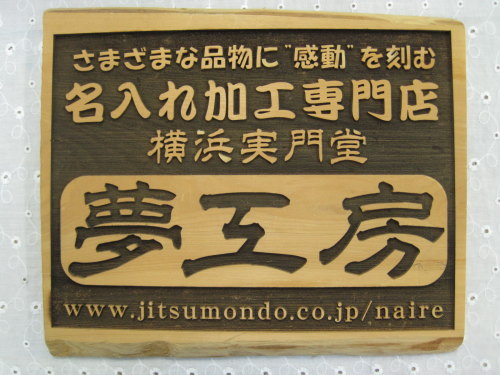 さまざまな品物に"感動"を刻む
名入れ加工専門店
横浜実門堂
夢工房
www.jitsumondo.co.jp/naire